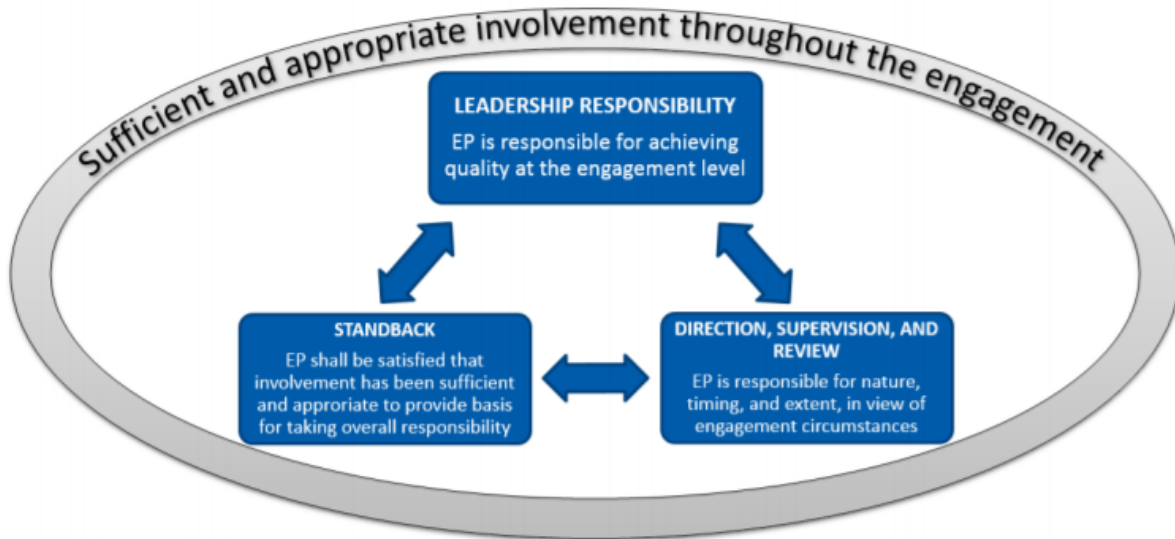 Sufficient and appropriate involvement throughout the engagement
LEADERSHIP RESPONSIBILITY
EP is responsible for achieving
quality at the engagement level
STANDBACK
EP shall be satisfied that
involvement has been sufficient
and approriate to provide basis
for taking overall responsibility
DIRECTION, SUPERVISION, AND
REVIEW
EP is responsible for nature,
timing, and extent, in view of
engagement circumstances